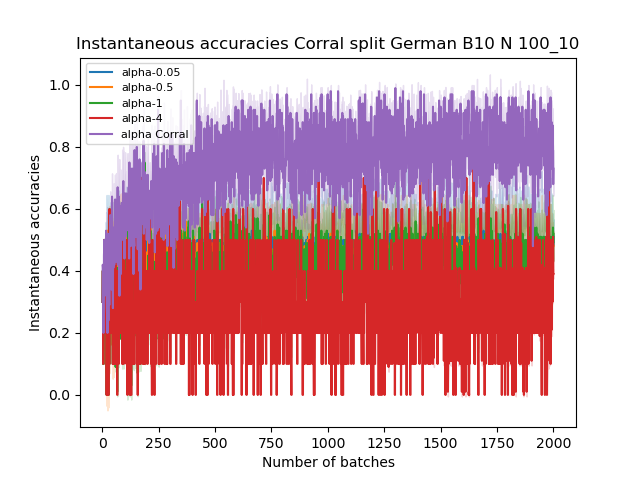 Instantaneous accuracies Corral split German B10 N 100_10
alpha-0.05
alpha-0.5
alpha-1
alpha-4
alpha Corral
Instantaneous accuracies
1.0
0.8
0.6
0.4
0.2
0.0
0 250 500 750 1000 1250 1500 1750 2000
Number of batches